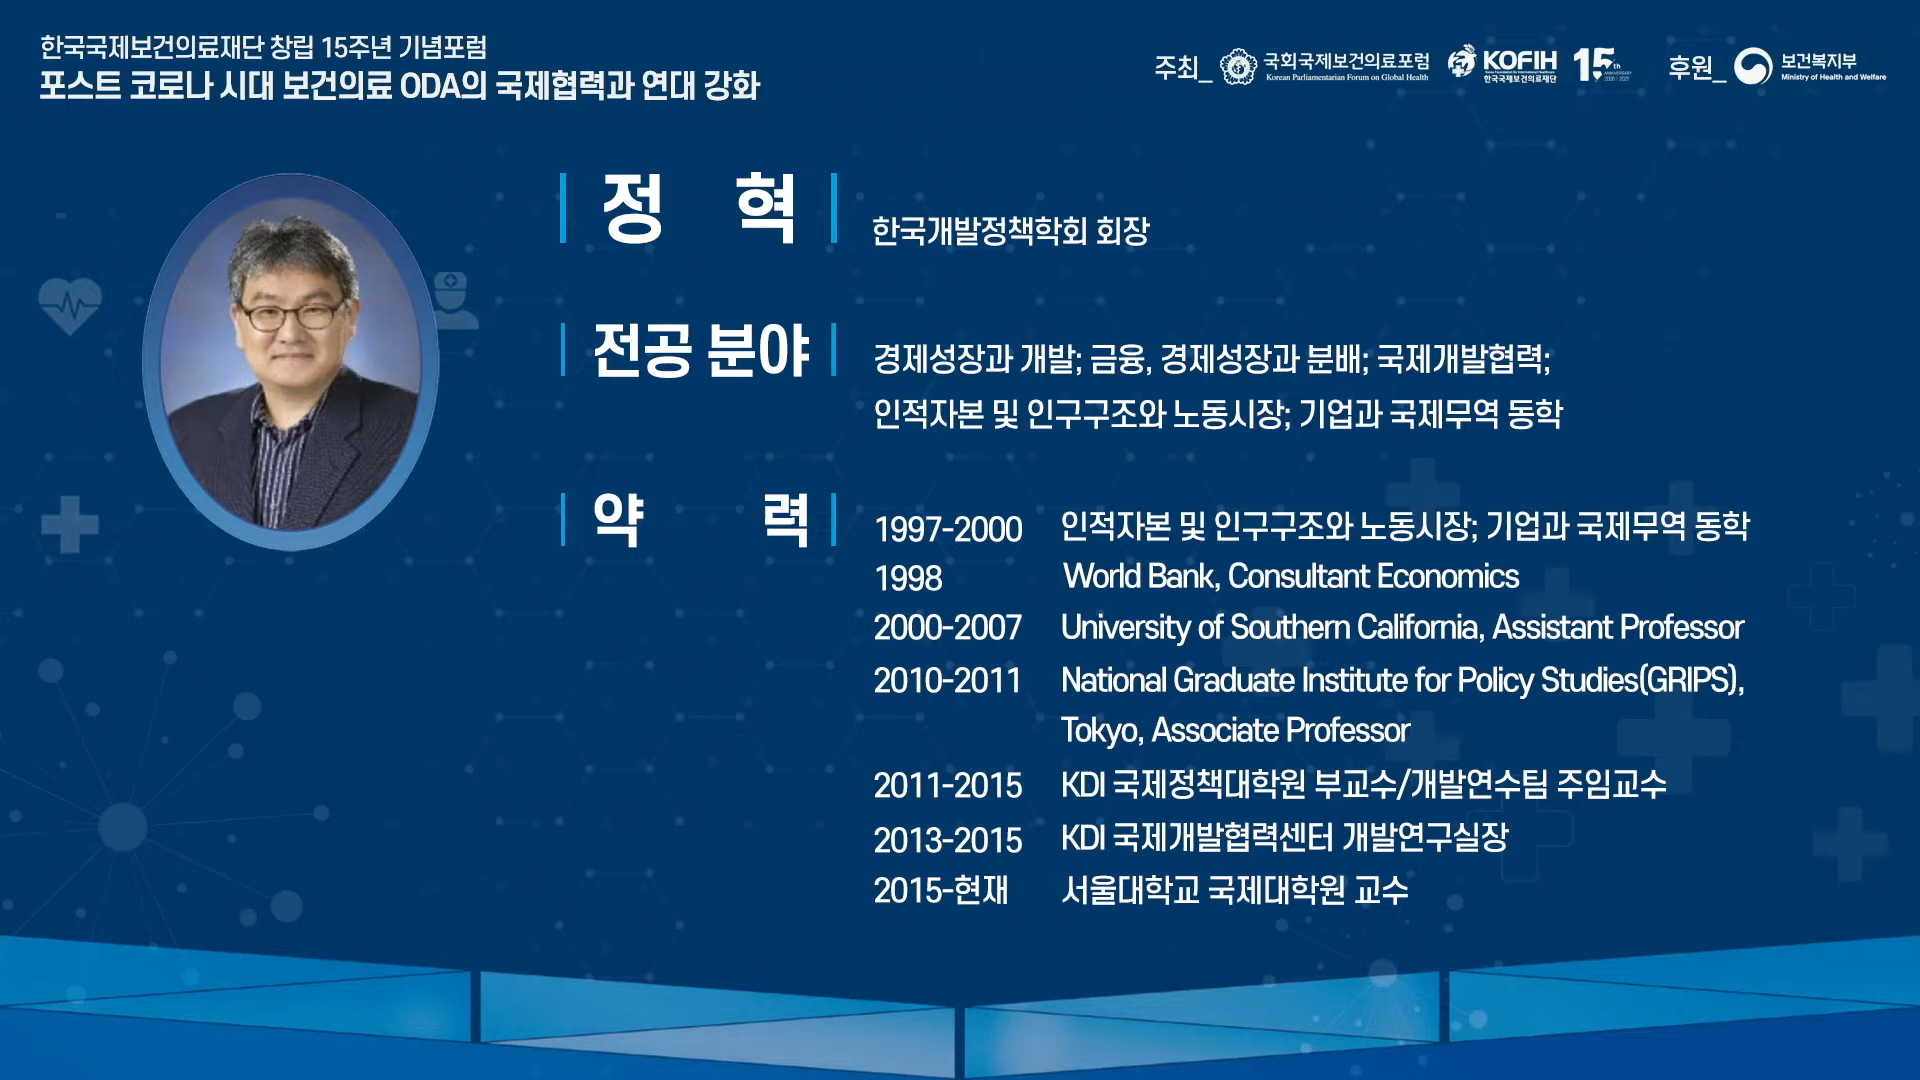 한국국제보건의료재단 창립 15주년 기념포럼
포스트 코로나 시대 보건의료 ODA의 국제협력과 연대 강화
주최_ 국회국제보건의료포럼
Korean Parliamentarian Forum on Global Health
KOFIH
Korea Foundation for International Healthcare
한국국제보건의료재단
15th
ANNIVERSARY
2006 | 2021
후원_ 보건복지부
Ministry of Health and Welfare
정 혁
한국개발정책학회 회장
전공 분야
경제성장과 개발; 금융, 경제성장과 분배; 국제개발협력;
인적자본 및 인구구조와 노동시장; 기업과 국제무역 동학
약 력
1997-2000 인적자본 및 인구구조와 노동시장; 기업과 국제무역 동학
1998 World Bank, Consultant Economics
2000-2007 University of Southern California, Assistant Professor
2010-2011 National Graduate Institute for Policy Studies(GRIPS),
Tokyo, Associate Professor
2011-2015 KDI 국제정책대학원 부교수/개발연수팀 주임교수
2013-2015 KDI 국제개발협력센터 개발연구실장
2015-현재 서울대학교 국제대학원 교수